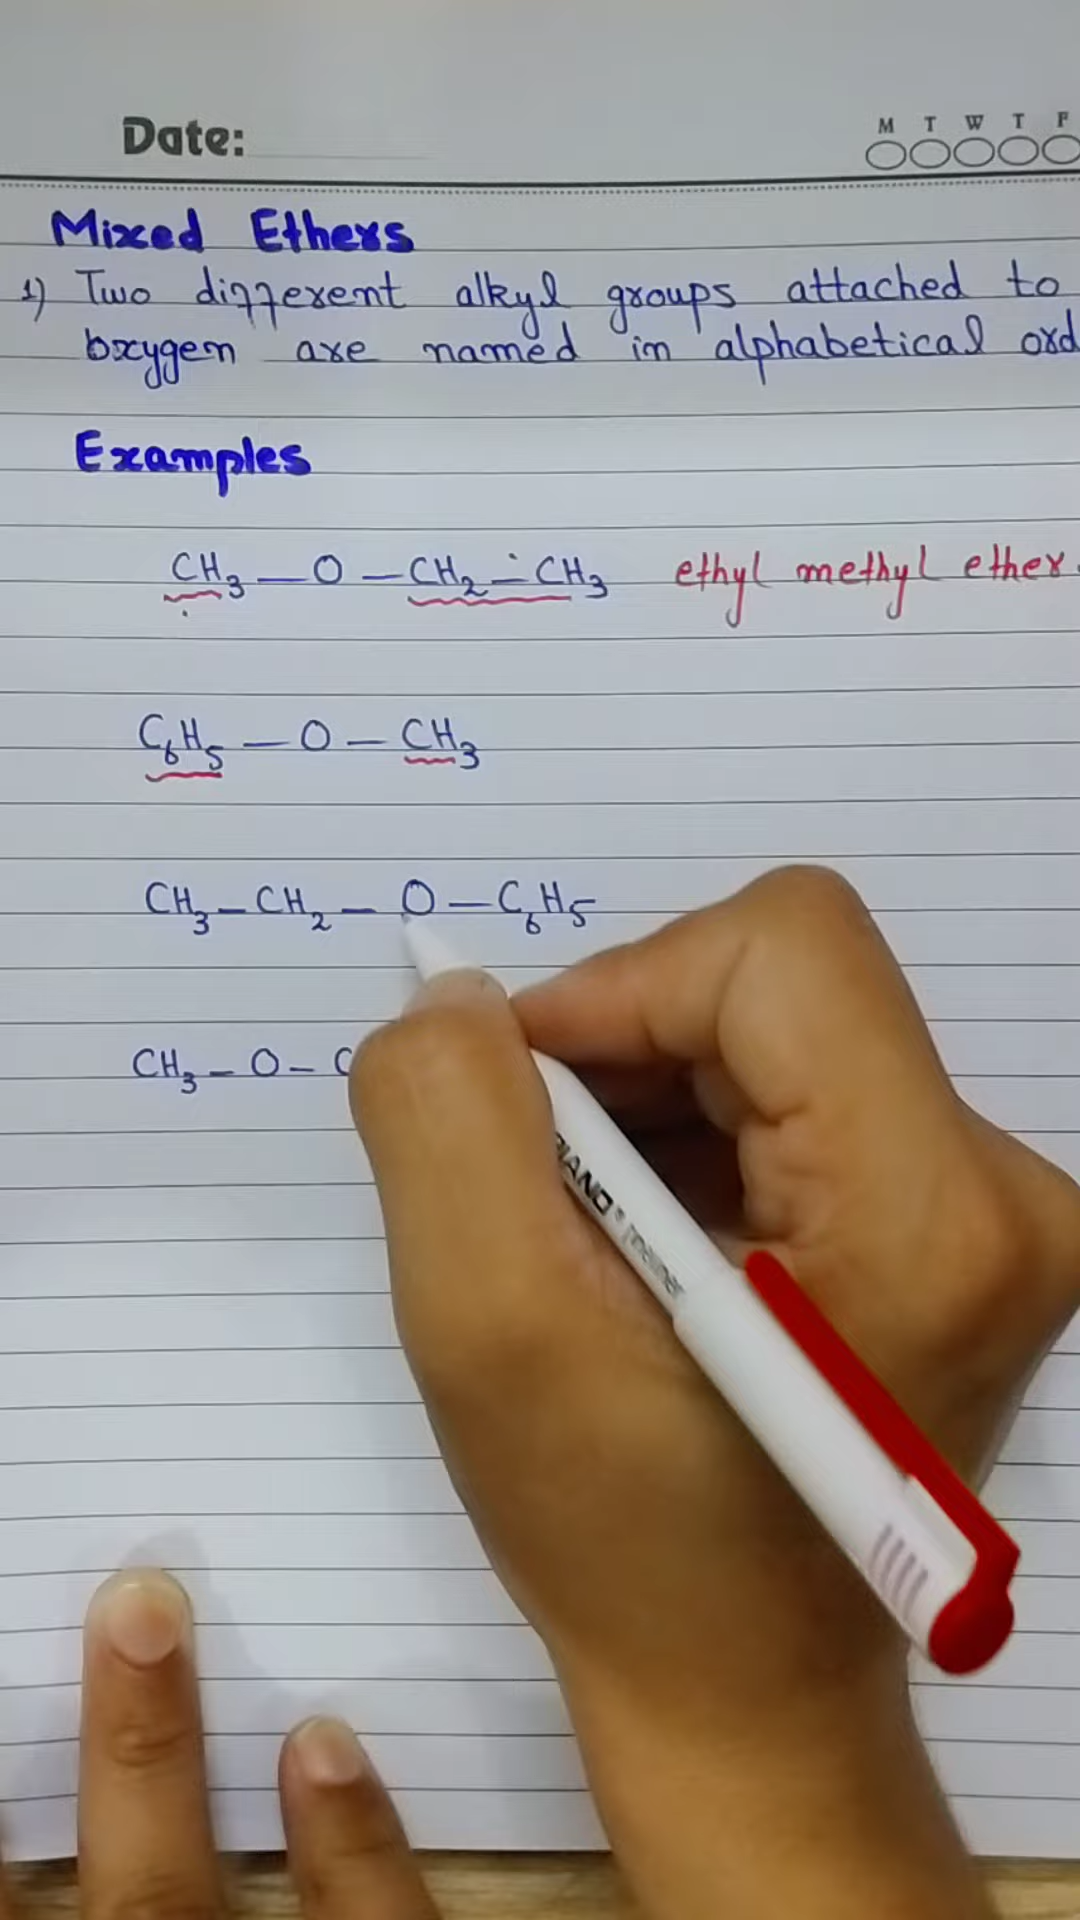 Date:
M T W T F
Mixed Ethers
1) Two different alkyl groups attached to
oxygen are named in alphabetical ord
Examples
CH₃ — O — CH₂ — CH₃ ethyl methyl ether.
C₆H₅ — O — CH₃
CH₃ — CH₂ — O — C₆H₅
CH₃ — O — C
PIANO